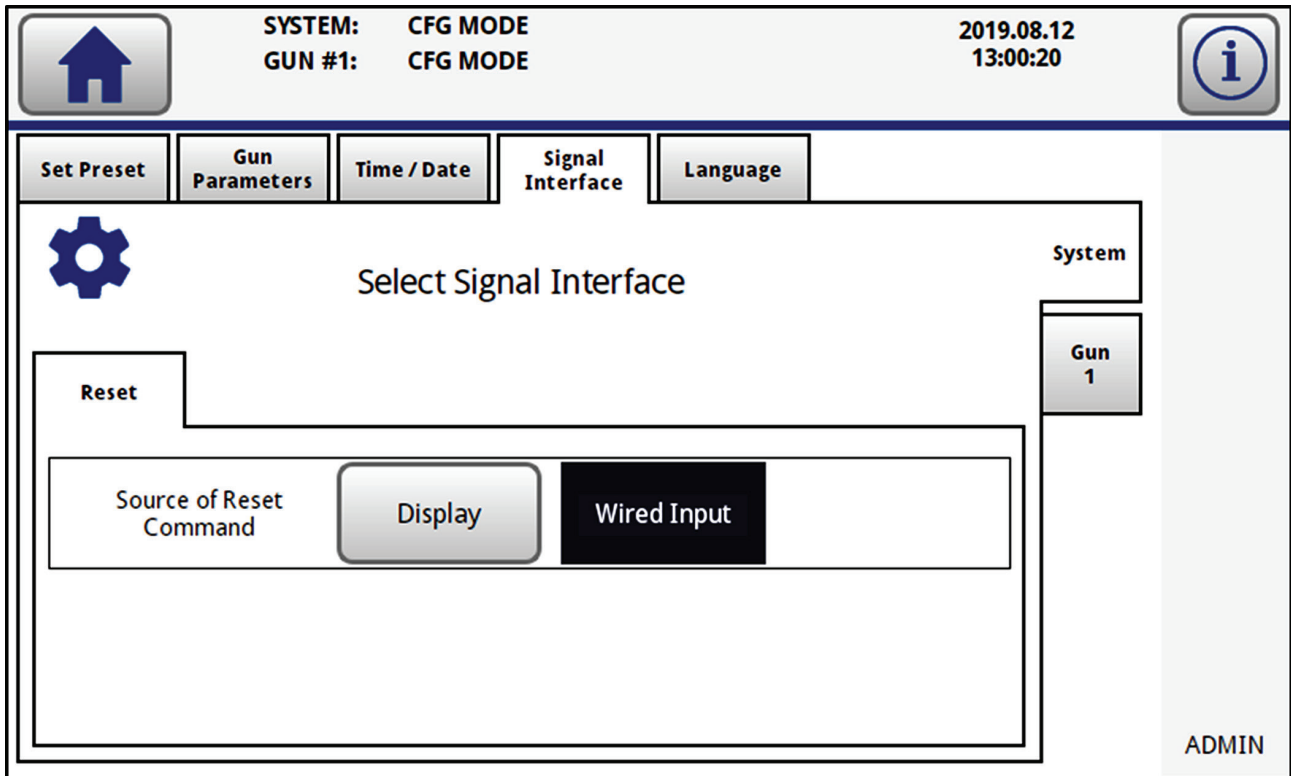 SYSTEM: CFG MODE
GUN #1: CFG MODE
2019.08.12
13:00:20
i
Set Preset
Gun
Parameters
Time / Date
Signal
Interface
Language
Select Signal Interface
System
Gun
1
Reset
Source of Reset
Command
Display
Wired Input
ADMIN